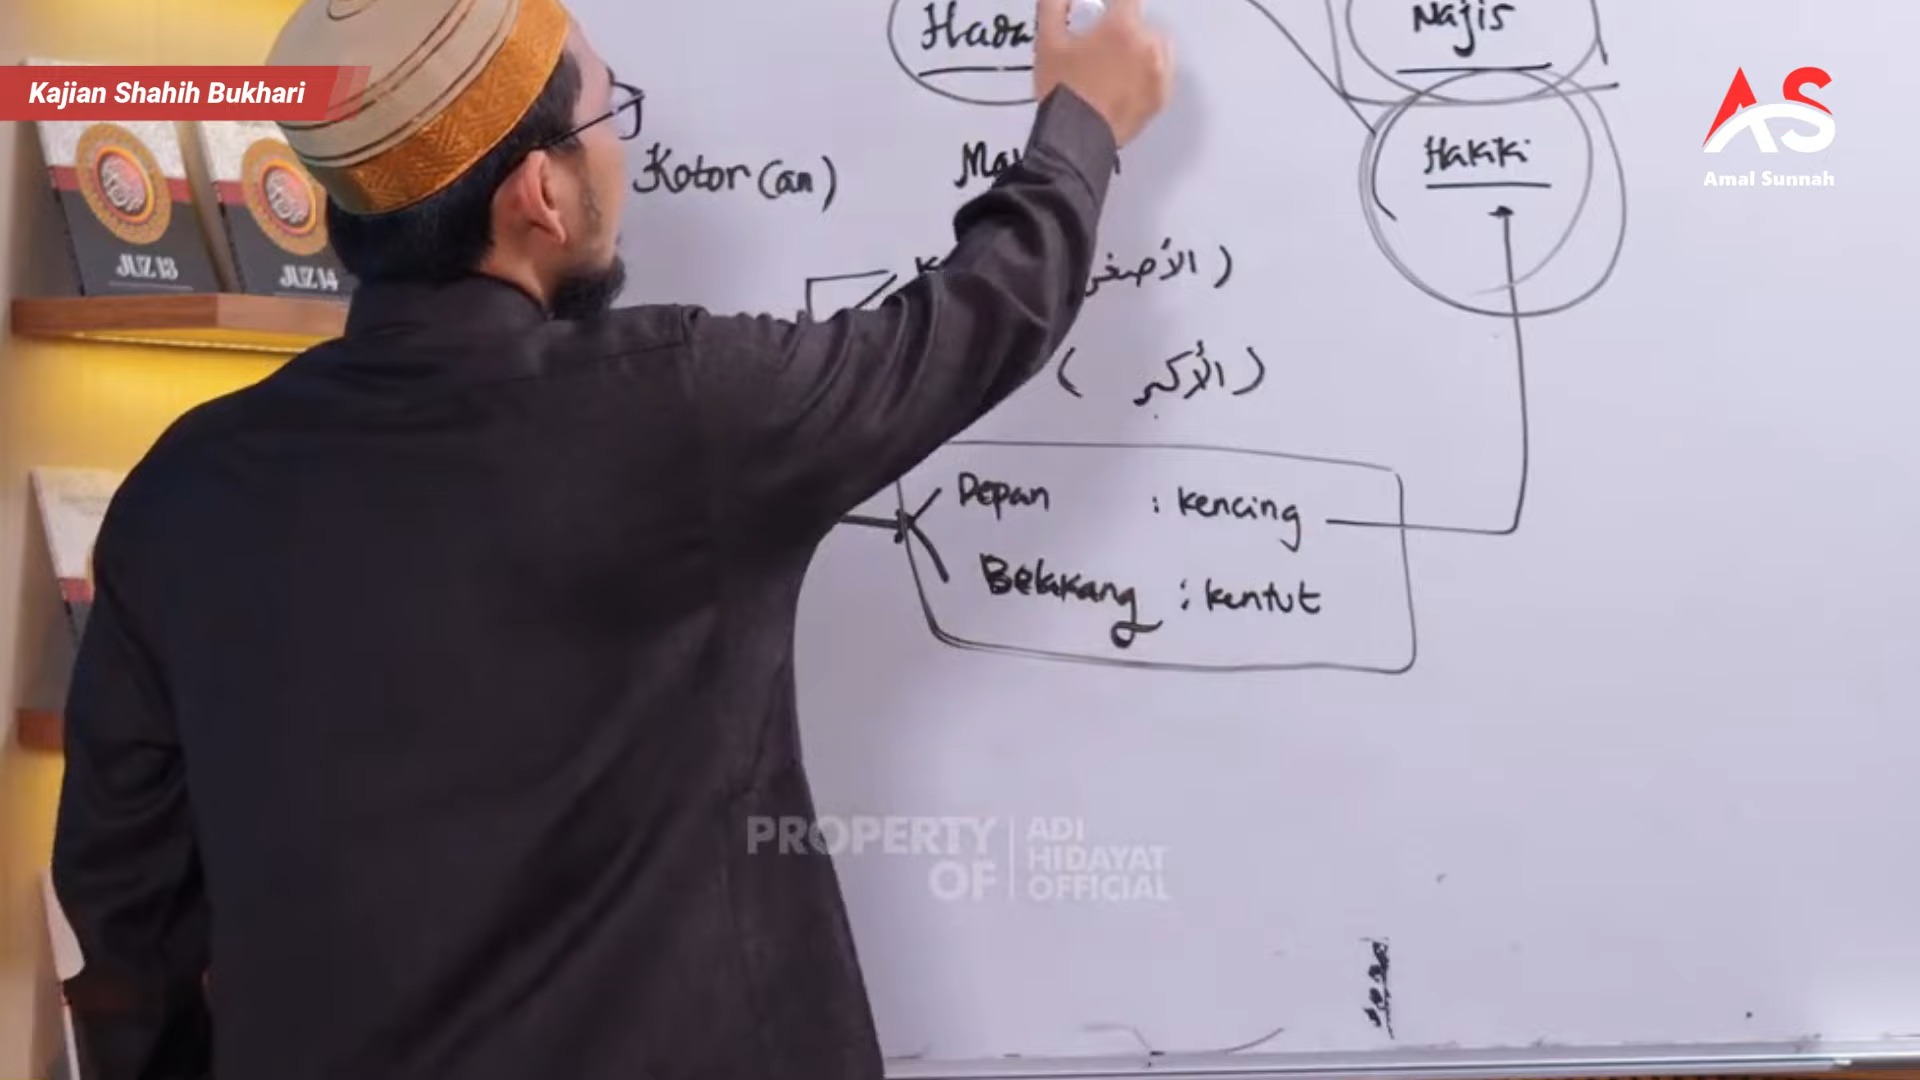 Kajian Shahih Bukhari
AS
Amal Sunnah
Najis
Kotor (an)
Hakiki
( الأصغر
( الأكبر )
Depan : kencing
Belakang : kentut
JUZ 13
JUZ 14
PROPERTY OF
ADI HIDAYAT OFFICIAL